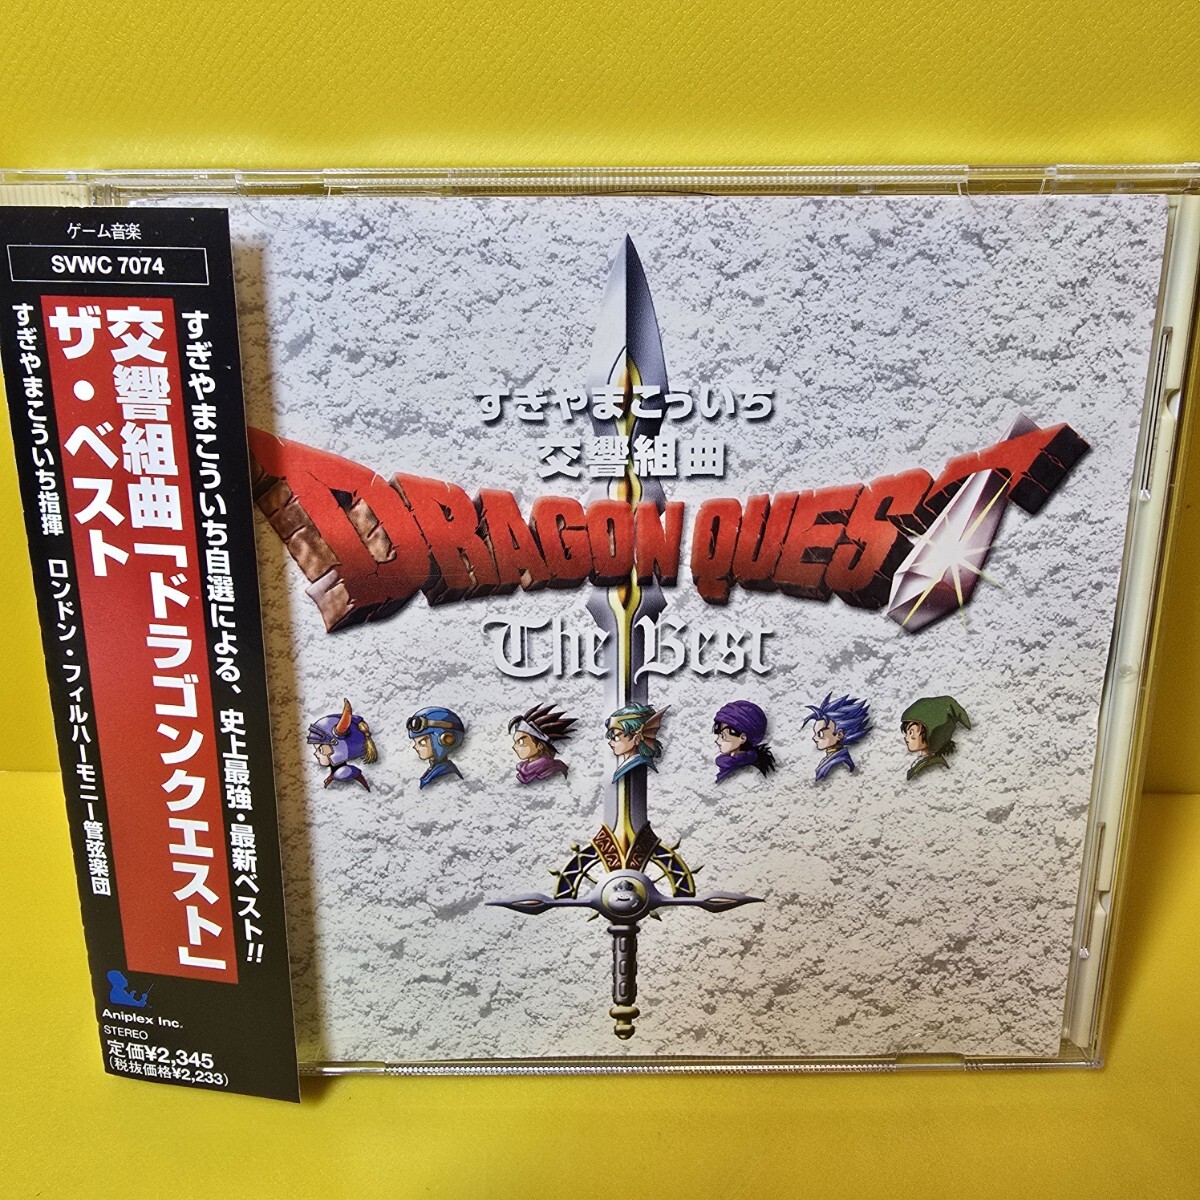 ゲーム音楽
SVWC 7074
すぎやまこういち自選による、史上最強・最新ベスト!!
交響組曲「ドラゴンクエスト」
ザ・ベスト
すぎやまこういち指揮 ロンドン・フィルハーモニー管弦楽団
Aniplex Inc.
STEREO
定価¥2,345
(税抜価格¥2,233)
すぎやまこういち
交響組曲
DRAGON QUEST
The Best